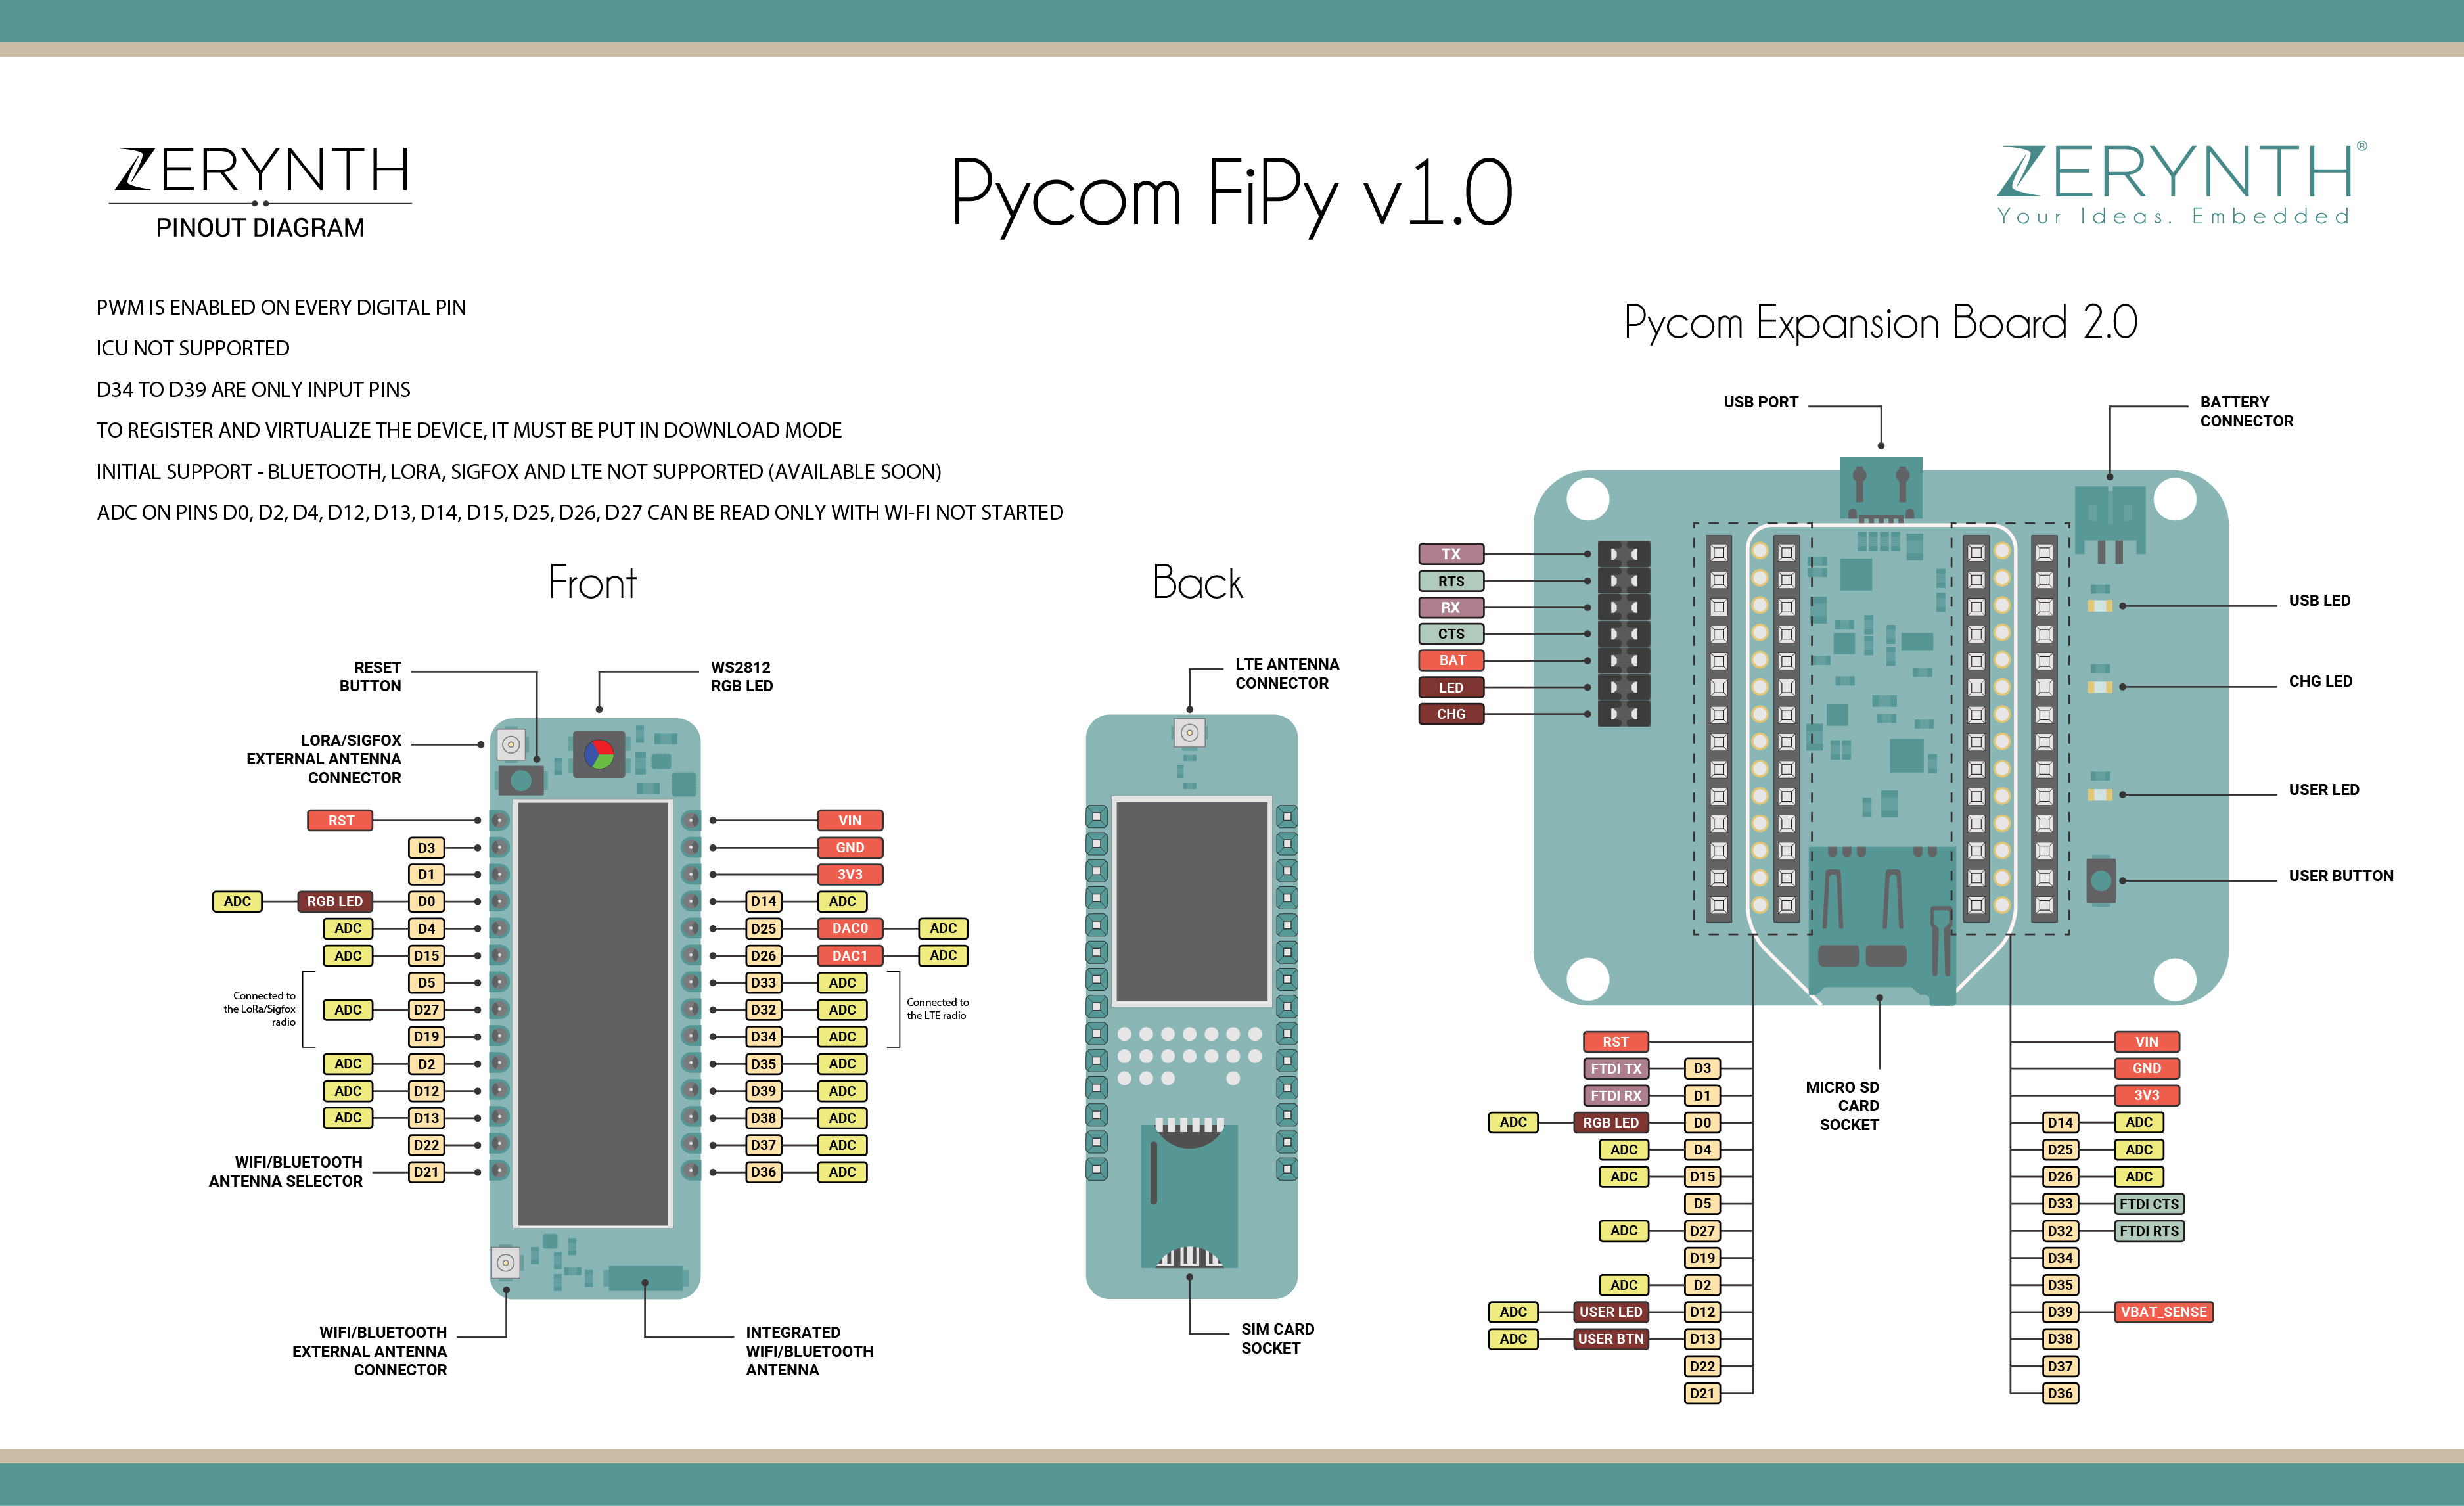 ZERYNTH
PINOUT DIAGRAM
Pycom FiPy v1.0
ZERYNTH®
Your Ideas. Embedded
PWM IS ENABLED ON EVERY DIGITAL PIN
ICU NOT SUPPORTED
D34 TO D39 ARE ONLY INPUT PINS
TO REGISTER AND VIRTUALIZE THE DEVICE, IT MUST BE PUT IN DOWNLOAD MODE
INITIAL SUPPORT - BLUETOOTH, LORA, SIGFOX AND LTE NOT SUPPORTED (AVAILABLE SOON)
ADC ON PINS D0, D2, D4, D12, D13, D14, D15, D25, D26, D27 CAN BE READ ONLY WITH WI-FI NOT STARTED
Front
RESET
BUTTON
WS2812
RGB LED
LORA/SIGFOX
EXTERNAL ANTENNA
CONNECTOR
RST
D3
D1
ADC RGB LED D0
ADC D4
ADC D15
D5
ADC D27
D19
Connected to
the LoRa/Sigfox
radio
ADC D2
ADC D12
ADC D13
D22
D21
WIFI/BLUETOOTH
ANTENNA SELECTOR
VIN
GND
3V3
D14 ADC
D25 DAC0 ADC
D26 DAC1 ADC
D33 ADC
D32 ADC
D34 ADC
Connected to
the LTE radio
D35 ADC
D39 ADC
D38 ADC
D37 ADC
D36 ADC
WIFI/BLUETOOTH
EXTERNAL ANTENNA
CONNECTOR
INTEGRATED
WIFI/BLUETOOTH
ANTENNA
Back
LTE ANTENNA
CONNECTOR
SIM CARD
SOCKET
Pycom Expansion Board 2.0
USB PORT
BATTERY
CONNECTOR
TX
RTS
RX
CTS
BAT
LED
CHG
USB LED
CHG LED
USER LED
USER BUTTON
MICRO SD
CARD
SOCKET
RST
FTDI TX D3
FTDI RX D1
ADC RGB LED D0
ADC D4
ADC D15
D5
ADC D27
D19
ADC D2
ADC USER LED D12
ADC USER BTN D13
D22
D21
VIN
GND
3V3
D14 ADC
D25 ADC
D26 ADC
D33 FTDI CTS
D32 FTDI RTS
D34
D35
D39 VBAT_SENSE
D38
D37
D36